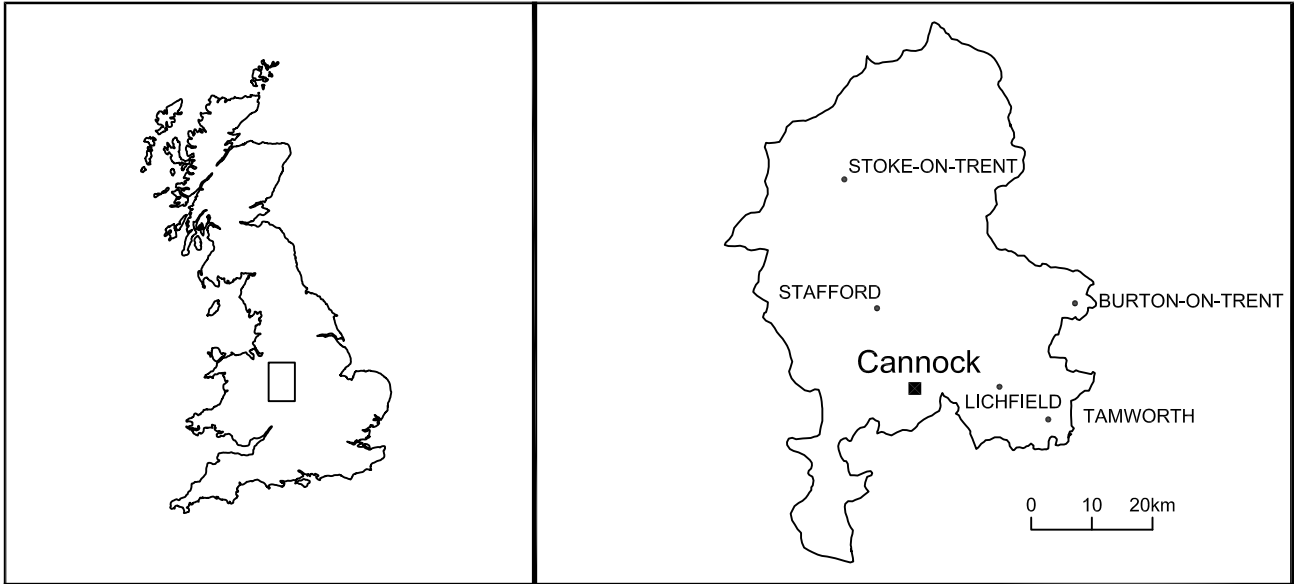 STOKE-ON-TRENT
STAFFORD
BURTON-ON-TRENT
Cannock
LICHFIELD
TAMWORTH
0 10 20km